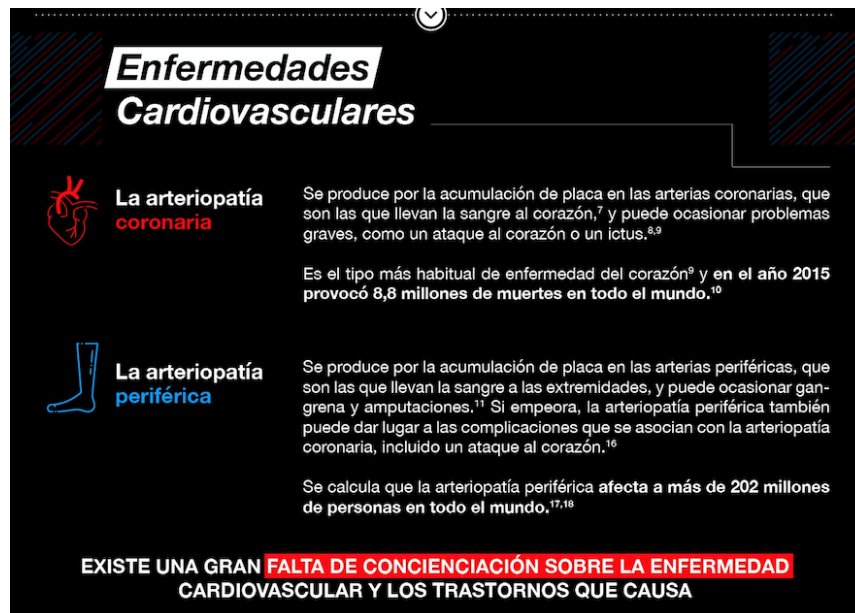 Enfermedades
Cardiovasculares
La arteriopatía
coronaria
Se produce por la acumulación de placa en las arterias coronarias, que
son las que llevan la sangre al corazón,⁷ y puede ocasionar problemas
graves, como un ataque al corazón o un ictus.⁸,⁹
Es el tipo más habitual de enfermedad del corazón⁹ y en el año 2015
provocó 8,8 millones de muertes en todo el mundo.¹⁰
La arteriopatía
periférica
Se produce por la acumulación de placa en las arterias periféricas, que
son las que llevan la sangre a las extremidades, y puede ocasionar gan-
grena y amputaciones.¹¹ Si empeora, la arteriopatía periférica también
puede dar lugar a las complicaciones que se asocian con la arteriopatía
coronaria, incluido un ataque al corazón.¹⁶
Se calcula que la arteriopatía periférica afecta a más de 202 millones
de personas en todo el mundo.¹⁷,¹⁸
EXISTE UNA GRAN FALTA DE CONCIENCIACIÓN SOBRE LA ENFERMEDAD
CARDIOVASCULAR Y LOS TRASTORNOS QUE CAUSA